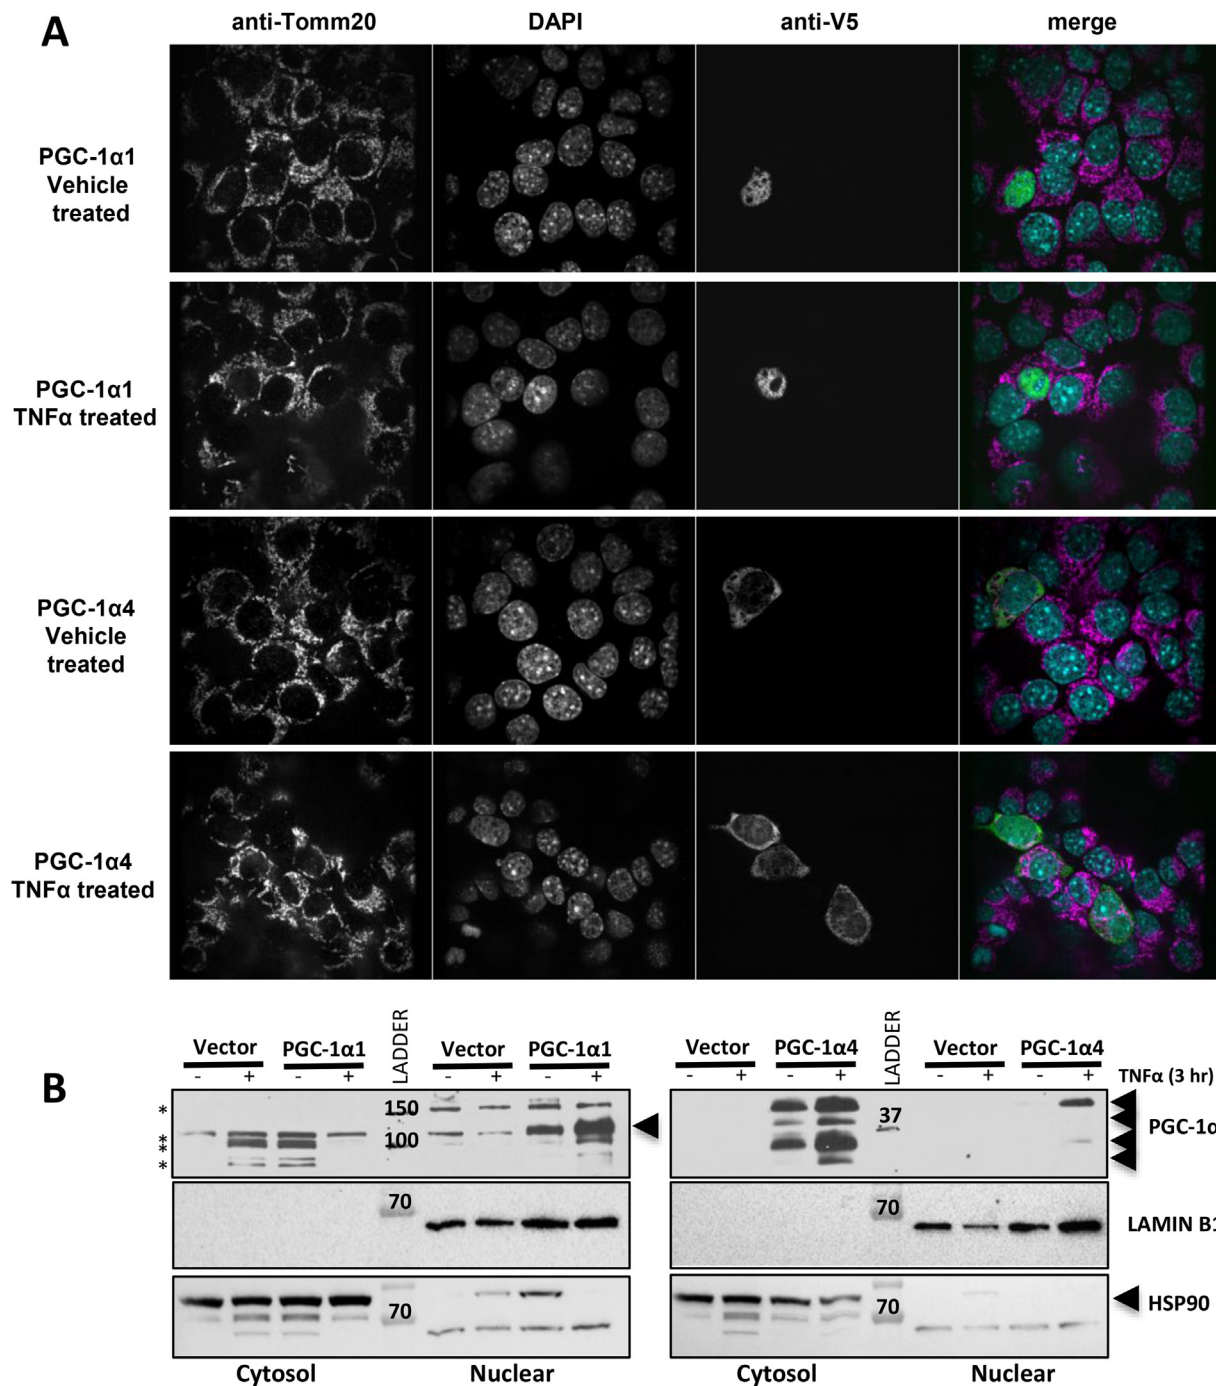 A
anti-Tomm20 DAPI anti-V5 merge
PGC-1α1
Vehicle
treated
PGC-1α1
TNFα treated
PGC-1α4
Vehicle
treated
PGC-1α4
TNFα treated
B
Vector PGC-1α1 LADDER Vector PGC-1α1 Vector PGC-1α4 LADDER Vector PGC-1α4
- + - + - + - + - + - + - + - + TNFα (3 hr)
* 150 37
100 PGC-1α
**
*
70 70
LAMIN B1
70 70 HSP90
Cytosol Nuclear Cytosol Nuclear